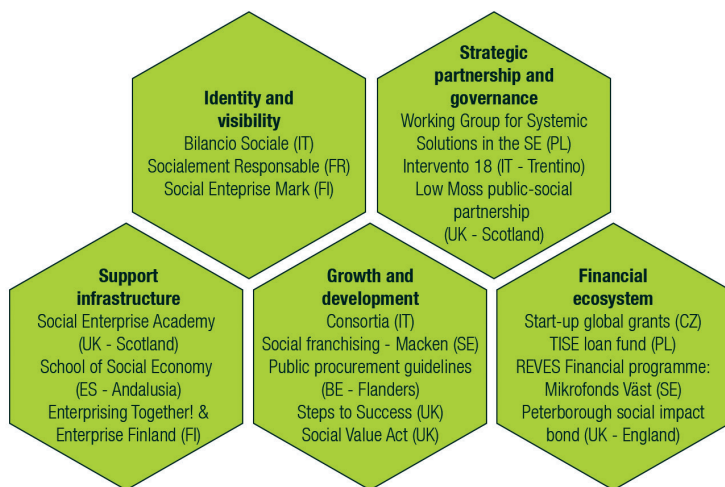 Identity and
visibility
Bilancio Sociale (IT)
Socialement Responsable (FR)
Social Enteprise Mark (FI)
Strategic
partnership and
governance
Working Group for Systemic
Solutions in the SE (PL)
Intervento 18 (IT - Trentino)
Low Moss public-social
partnership
(UK - Scotland)
Support
infrastructure
Social Enterprise Academy
(UK - Scotland)
School of Social Economy
(ES - Andalusia)
Enterprising Together! &
Enterprise Finland (FI)
Growth and
development
Consortia (IT)
Social franchising - Macken (SE)
Public procurement guidelines
(BE - Flanders)
Steps to Success (UK)
Social Value Act (UK)
Financial
ecosystem
Start-up global grants (CZ)
TISE loan fund (PL)
REVES Financial programme:
Mikrofonds Väst (SE)
Peterborough social impact
bond (UK - England)